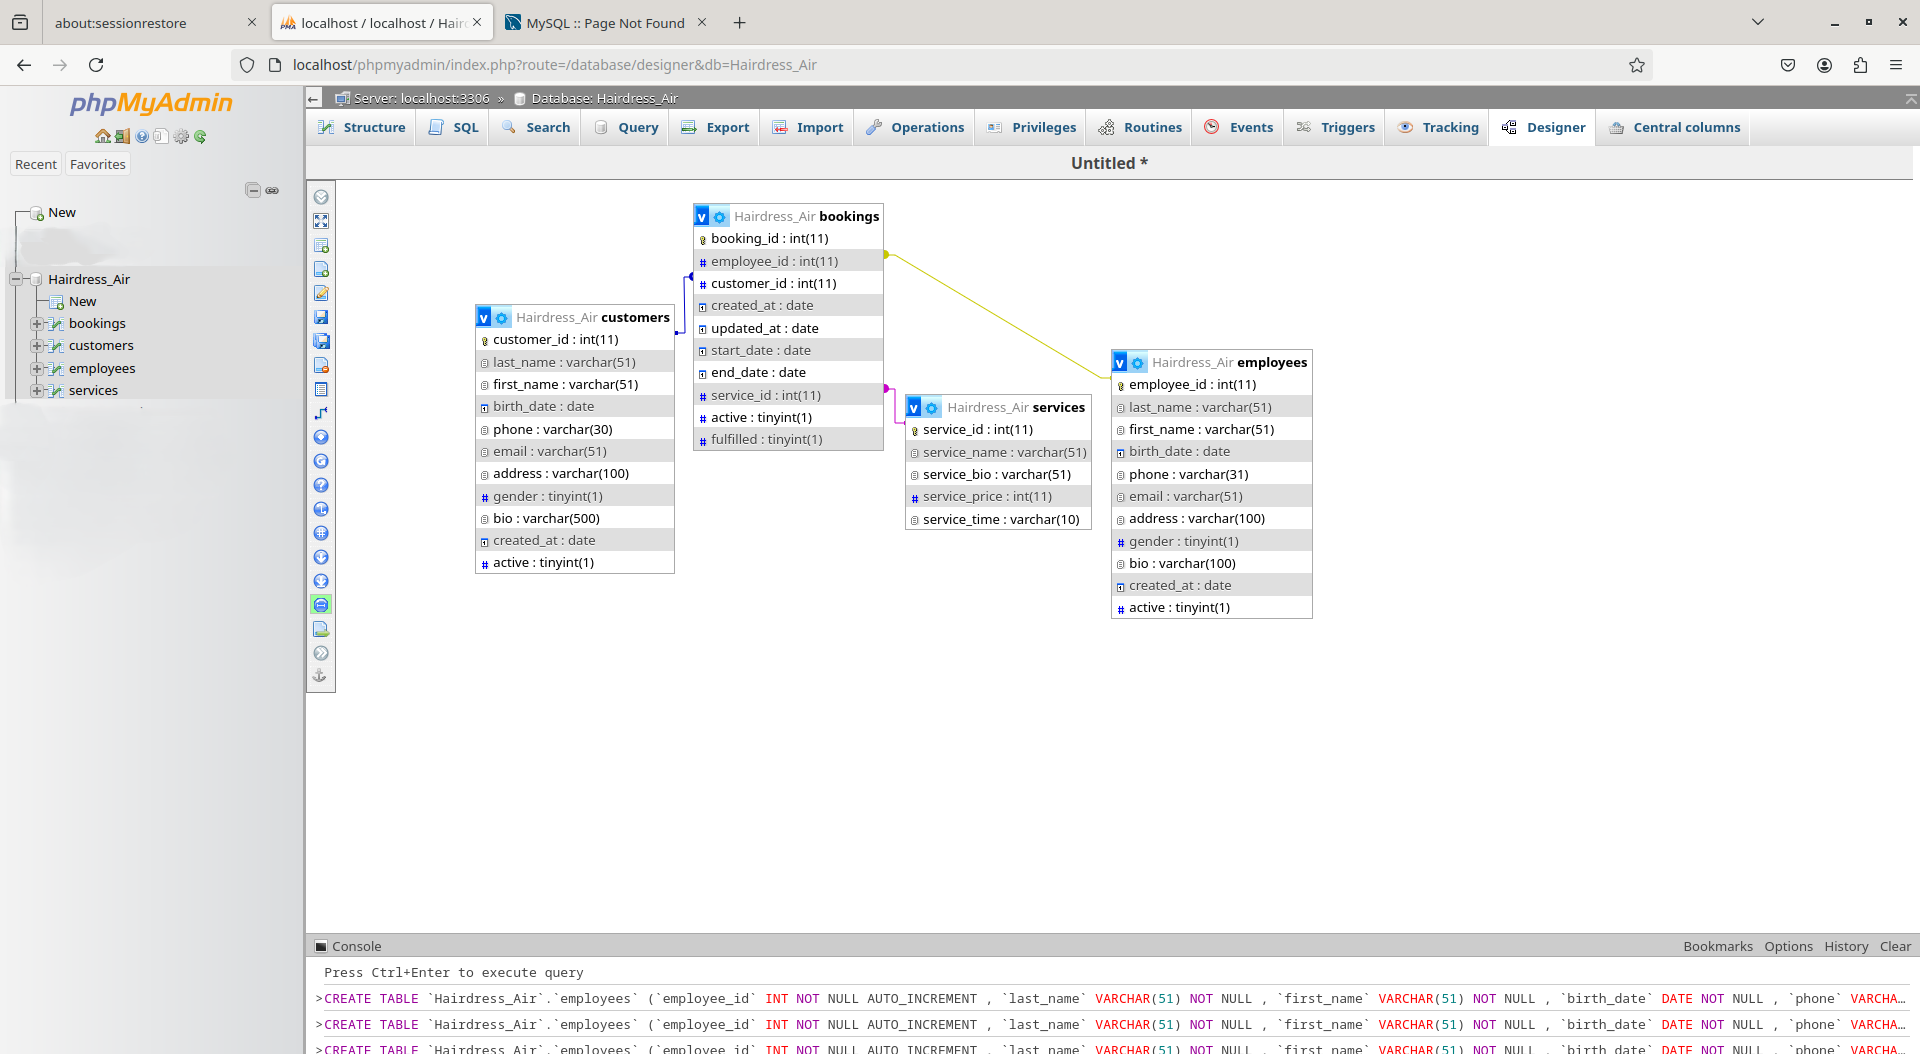 about:sessionrestore
localhost / localhost / Hair
MySQL :: Page Not Found
localhost/phpmyadmin/index.php?route=/database/designer&db=Hairdress_Air
phpMyAdmin
Recent Favorites
New
Hairdress_Air
New
bookings
customers
employees
services
Server: localhost:3306 » Database: Hairdress_Air
Structure SQL Search Query Export Import Operations Privileges Routines Events Triggers Tracking Designer Central columns
Untitled *
Hairdress_Air bookings
booking_id : int(11)
employee_id : int(11)
customer_id : int(11)
created_at : date
updated_at : date
start_date : date
end_date : date
service_id : int(11)
active : tinyint(1)
fulfilled : tinyint(1)
Hairdress_Air customers
customer_id : int(11)
last_name : varchar(51)
first_name : varchar(51)
birth_date : date
phone : varchar(30)
email : varchar(51)
address : varchar(100)
gender : tinyint(1)
bio : varchar(500)
created_at : date
active : tinyint(1)
Hairdress_Air services
service_id : int(11)
service_name : varchar(51)
service_bio : varchar(51)
service_price : int(11)
service_time : varchar(10)
Hairdress_Air employees
employee_id : int(11)
last_name : varchar(51)
first_name : varchar(51)
birth_date : date
phone : varchar(31)
email : varchar(51)
address : varchar(100)
gender : tinyint(1)
bio : varchar(100)
created_at : date
active : tinyint(1)
Console Bookmarks Options History Clear
Press Ctrl+Enter to execute query
>CREATE TABLE `Hairdress_Air`.`employees` (`employee_id` INT NOT NULL AUTO_INCREMENT , `last_name` VARCHAR(51) NOT NULL , `first_name` VARCHAR(51) NOT NULL , `birth_date` DATE NOT NULL , `phone` VARCHA…
>CREATE TABLE `Hairdress_Air`.`employees` (`employee_id` INT NOT NULL AUTO_INCREMENT , `last_name` VARCHAR(51) NOT NULL , `first_name` VARCHAR(51) NOT NULL , `birth_date` DATE NOT NULL , `phone` VARCHA…
>CREATE TABLE `Hairdress_Air`.`employees` (`employee_id` INT NOT NULL AUTO_INCREMENT , `last_name` VARCHAR(51) NOT NULL , `first_name` VARCHAR(51) NOT NULL , `birth_date` DATE NOT NULL , `phone` VARCHA…